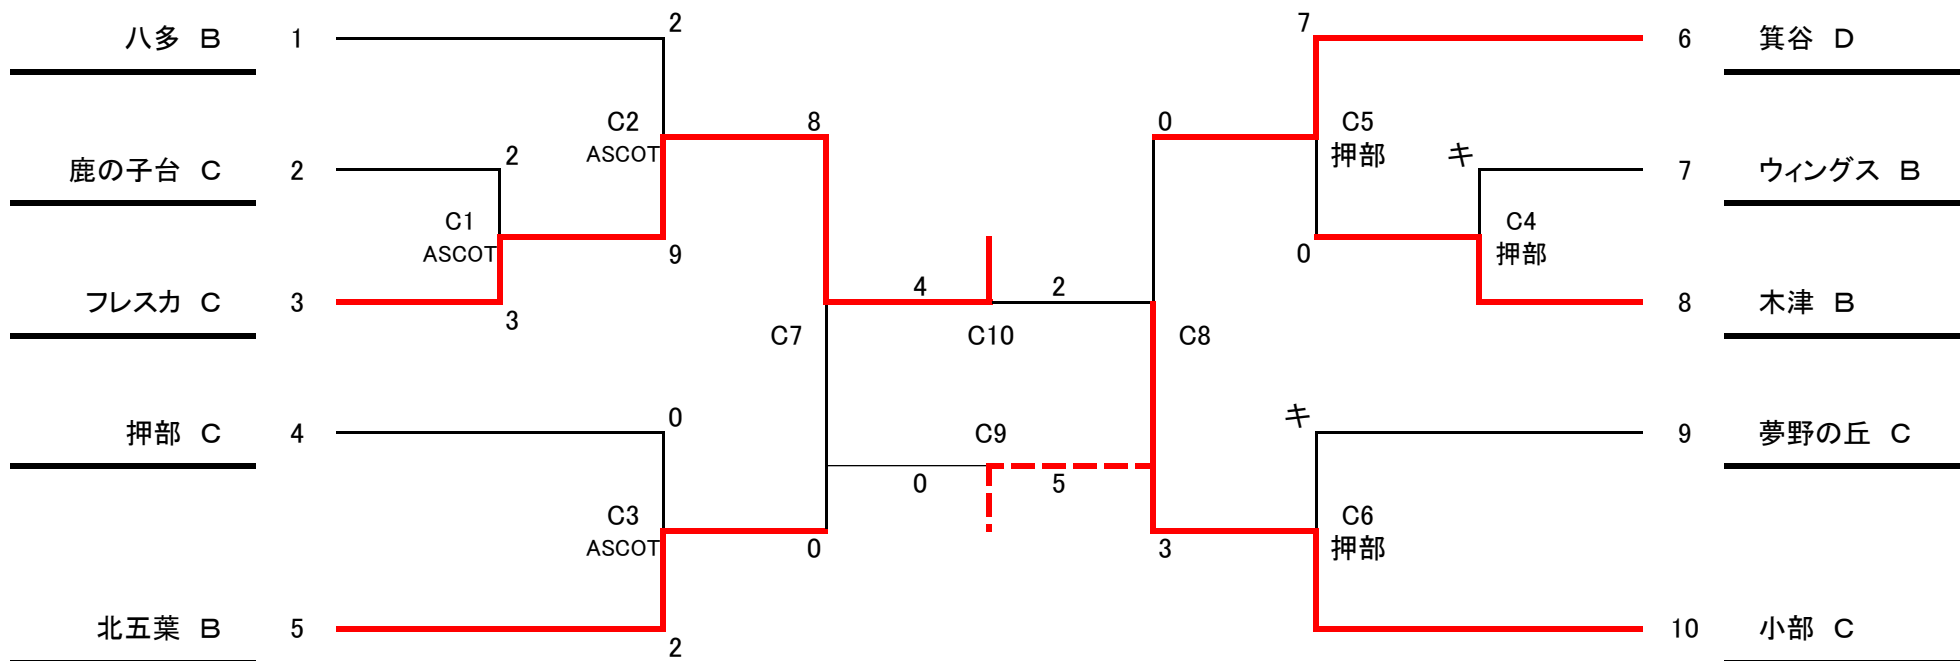 2 7
八多 B 1 6 箕谷 D
C2 8 0 C5
ASCOT 押部
鹿の子台 C 2 2 キ 7 ウィングス B
C1 C4
ASCOT 9 0 押部
フレスカ C 3 4 2 8 木津 B
3
C7 C10 C8
0 キ
押部 C 4 C9 9 夢野の丘 C
0 5
C3 C6
ASCOT 0 3 押部
北五葉 B 5 10 小部 C
2